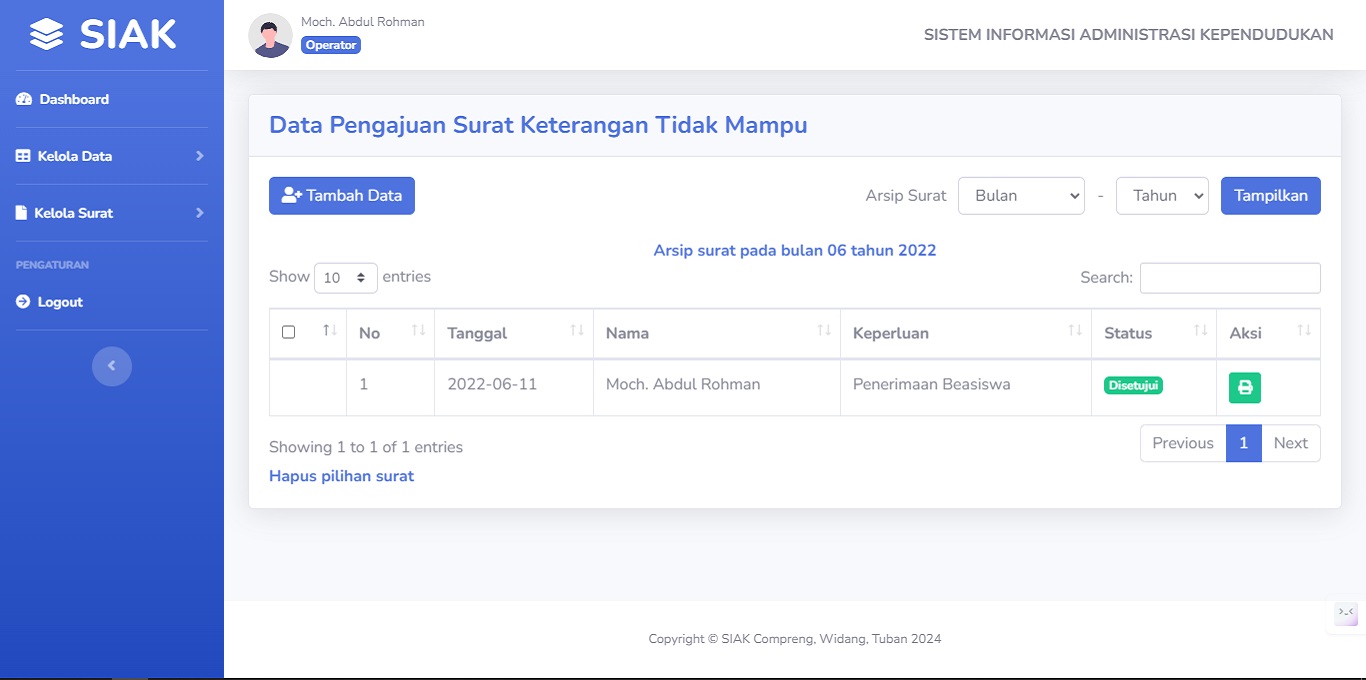 SIAK
Dashboard
Kelola Data
Kelola Surat
PENGATURAN
Logout
Moch. Abdul Rohman
Operator
SISTEM INFORMASI ADMINISTRASI KEPENDUDUKAN
Data Pengajuan Surat Keterangan Tidak Mampu
Tambah Data
Arsip Surat Bulan - Tahun Tampilkan
Arsip surat pada bulan 06 tahun 2022
Show 10 entries
Search:
No Tanggal Nama Keperluan Status Aksi
1 2022-06-11 Moch. Abdul Rohman Penerimaan Beasiswa Disetujui
Showing 1 to 1 of 1 entries
Previous 1 Next
Hapus pilihan surat
Copyright © SIAK Compreng, Widang, Tuban 2024